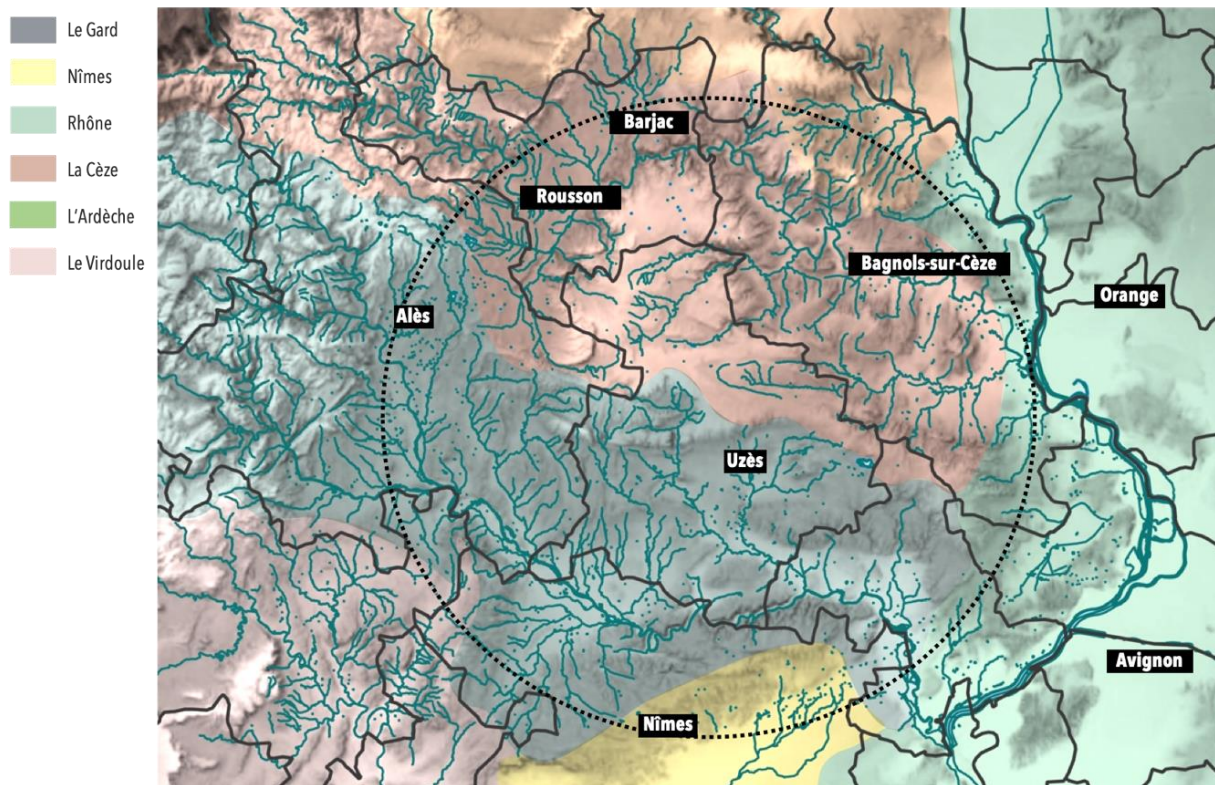 Le Gard
Nîmes
Rhône
La Cèze
L'Ardèche
Le Virdoule
Barjac
Rousson
Bagnols-sur-Cèze
Orange
Alès
Uzès
Avignon
Nîmes